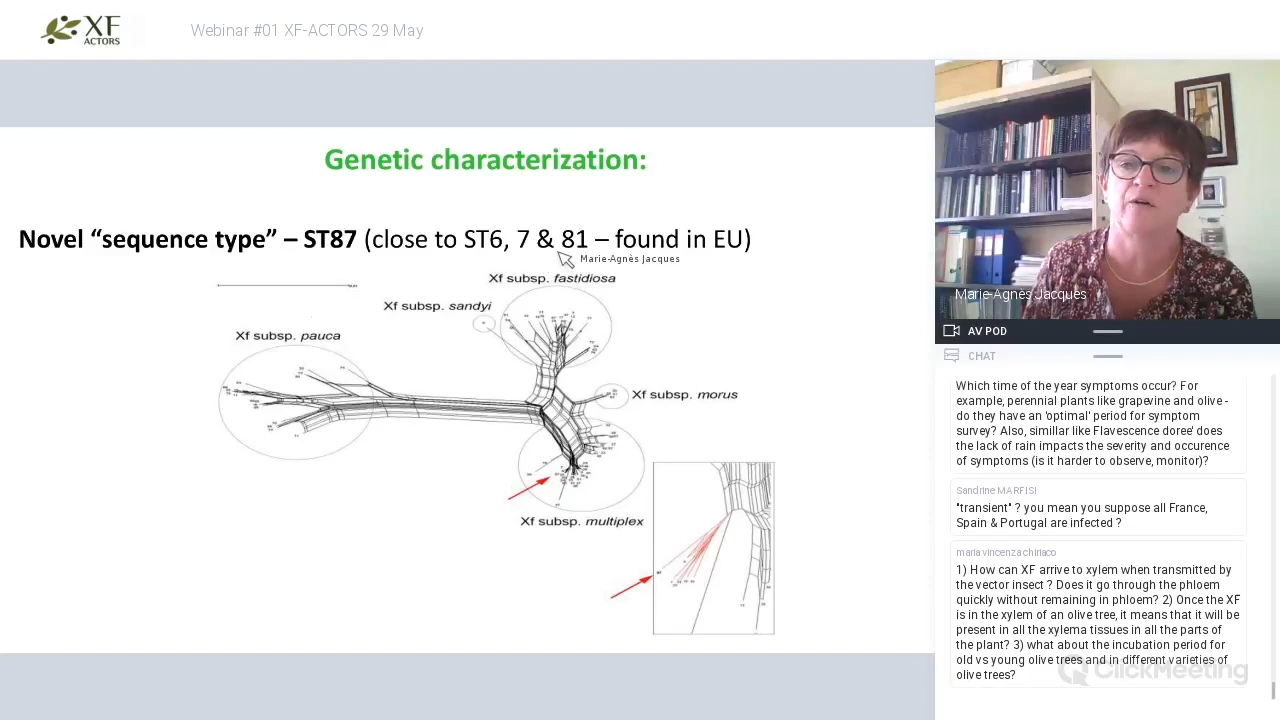 XF
ACTORS
Webinar #01 XF-ACTORS 29 May
Genetic characterization:
Novel “sequence type” – ST87 (close to ST6, 7 & 81 – found in EU)
Marie-Agnès Jacques
Xf subsp. fastidiosa
Xf subsp. sandyi
Xf subsp. pauca
Xf subsp. morus
Xf subsp. multiplex
Marie-Agnès Jacques
AV POD
CHAT
Which time of the year symptoms occur? For
example, perennial plants like grapevine and olive -
do they have an 'optimal' period for symptom
survey? Also, simillar like Flavescence doree' does
the lack of rain impacts the severity and occurence
of symptoms (is it harder to observe, monitor)?
Sandrine MARFISI
"transient" ? you mean you suppose all France,
Spain & Portugal are infected ?
maria vincenza chiriaco
1) How can XF arrive to xylem when transmitted by
the vector insect ? Does it go through the phloem
quickly without remaining in phloem? 2) Once the XF
is in the xylem of an olive tree, it means that it will be
present in all the xylema tissues in all the parts of
the plant? 3) what about the incubation period for
old vs young olive trees and in different varieties of
olive trees?
ClickMeeting